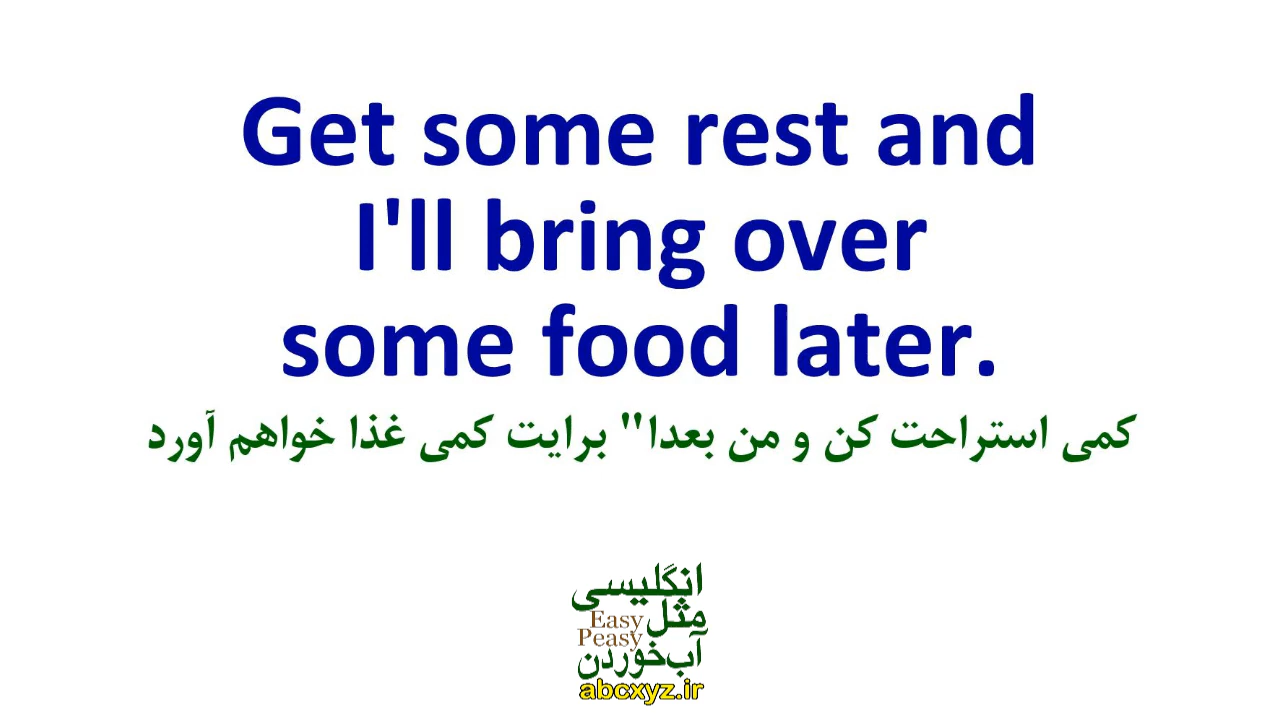 Get some rest and
I'll bring over
some food later.
کمی استراحت کن و من بعدا" برایت کمی غذا خواهم آورد
انگلیسی
مثل
Easy
Peasy
آب‌خوردن
abcxyz.ir